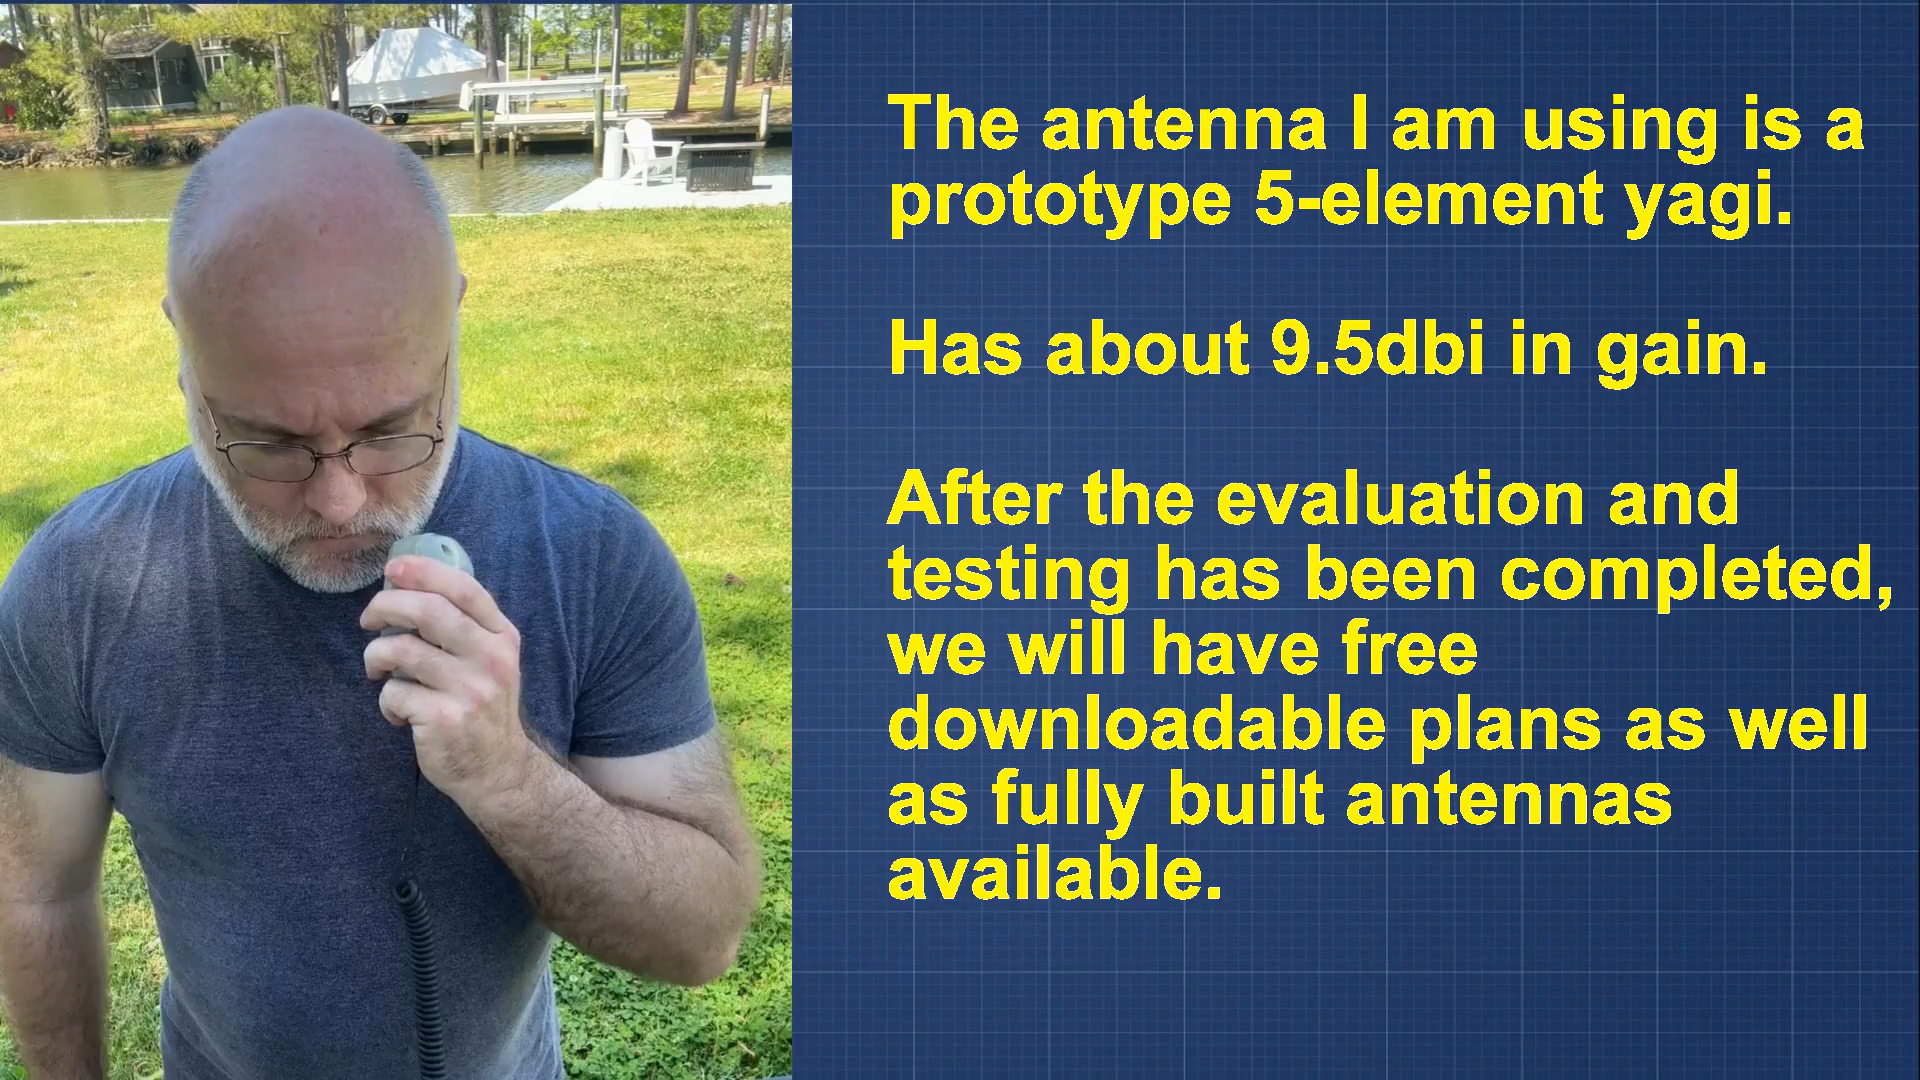 The antenna I am using is a
prototype 5-element yagi.
Has about 9.5dbi in gain.
After the evaluation and
testing has been completed,
we will have free
downloadable plans as well
as fully built antennas
available.